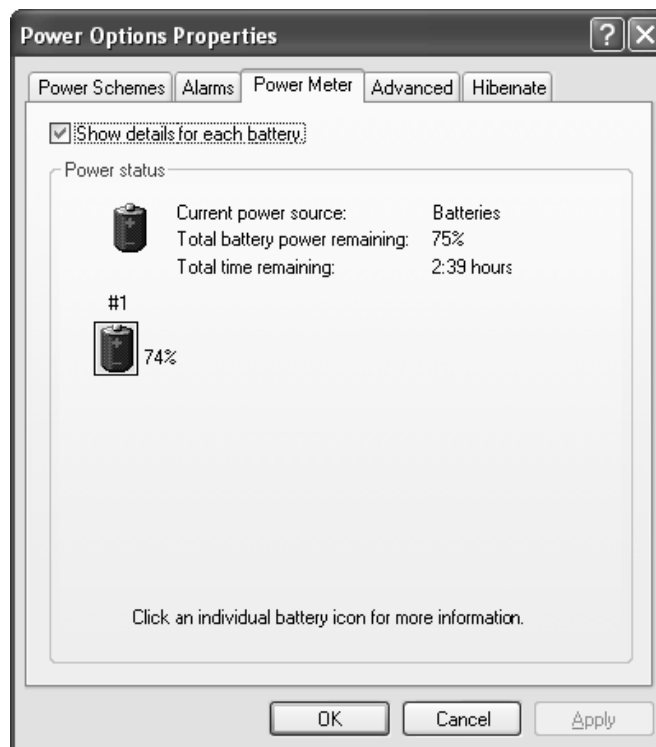 Power Options Properties
Power Schemes Alarms Power Meter Advanced Hibernate
Show details for each battery.
Power status
Current power source: Batteries
Total battery power remaining: 75%
Total time remaining: 2:39 hours
#1
74%
Click an individual battery icon for more information.
OK Cancel Apply